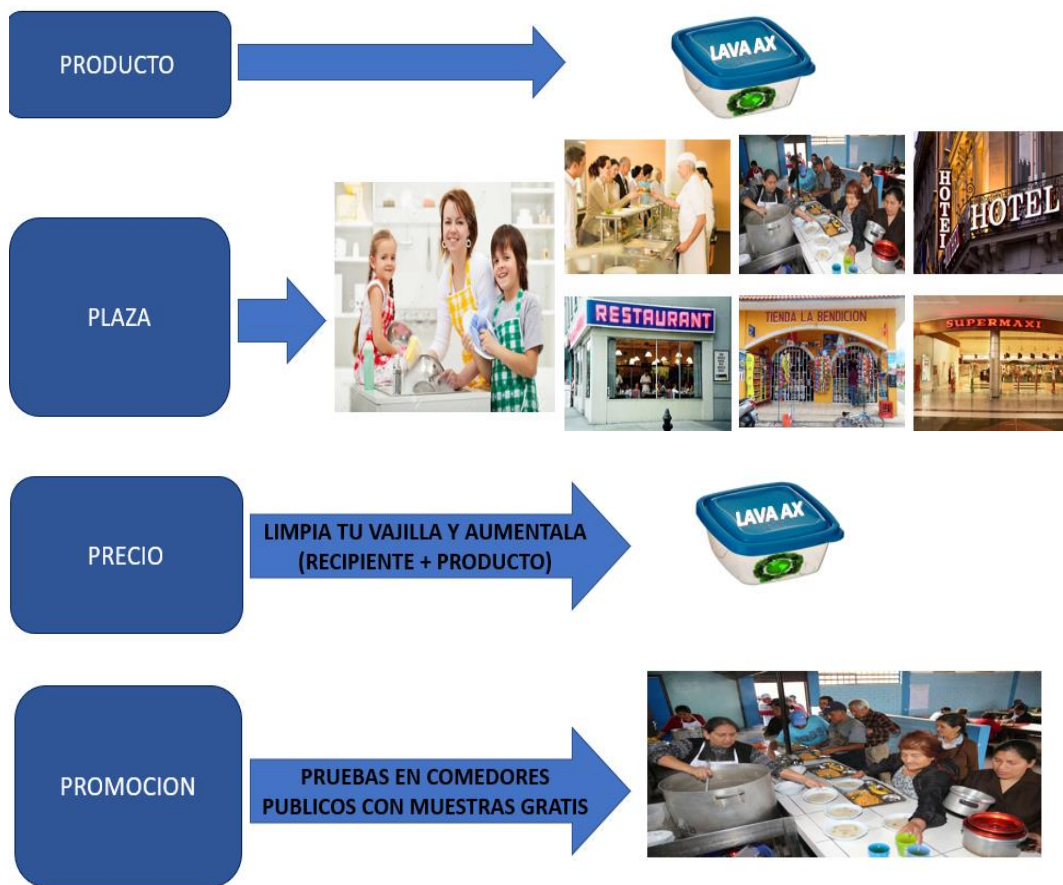 PRODUCTO
LAVA AX
PLAZA
HOTEL
HOTEL
RESTAURANT
TIENDA LA BENDICIÓN
SUPERMAXI
PRECIO
LIMPIA TU VAJILLA Y AUMENTALA
(RECIPIENTE + PRODUCTO)
LAVA AX
PROMOCION
PRUEBAS EN COMEDORES
PUBLICOS CON MUESTRAS GRATIS